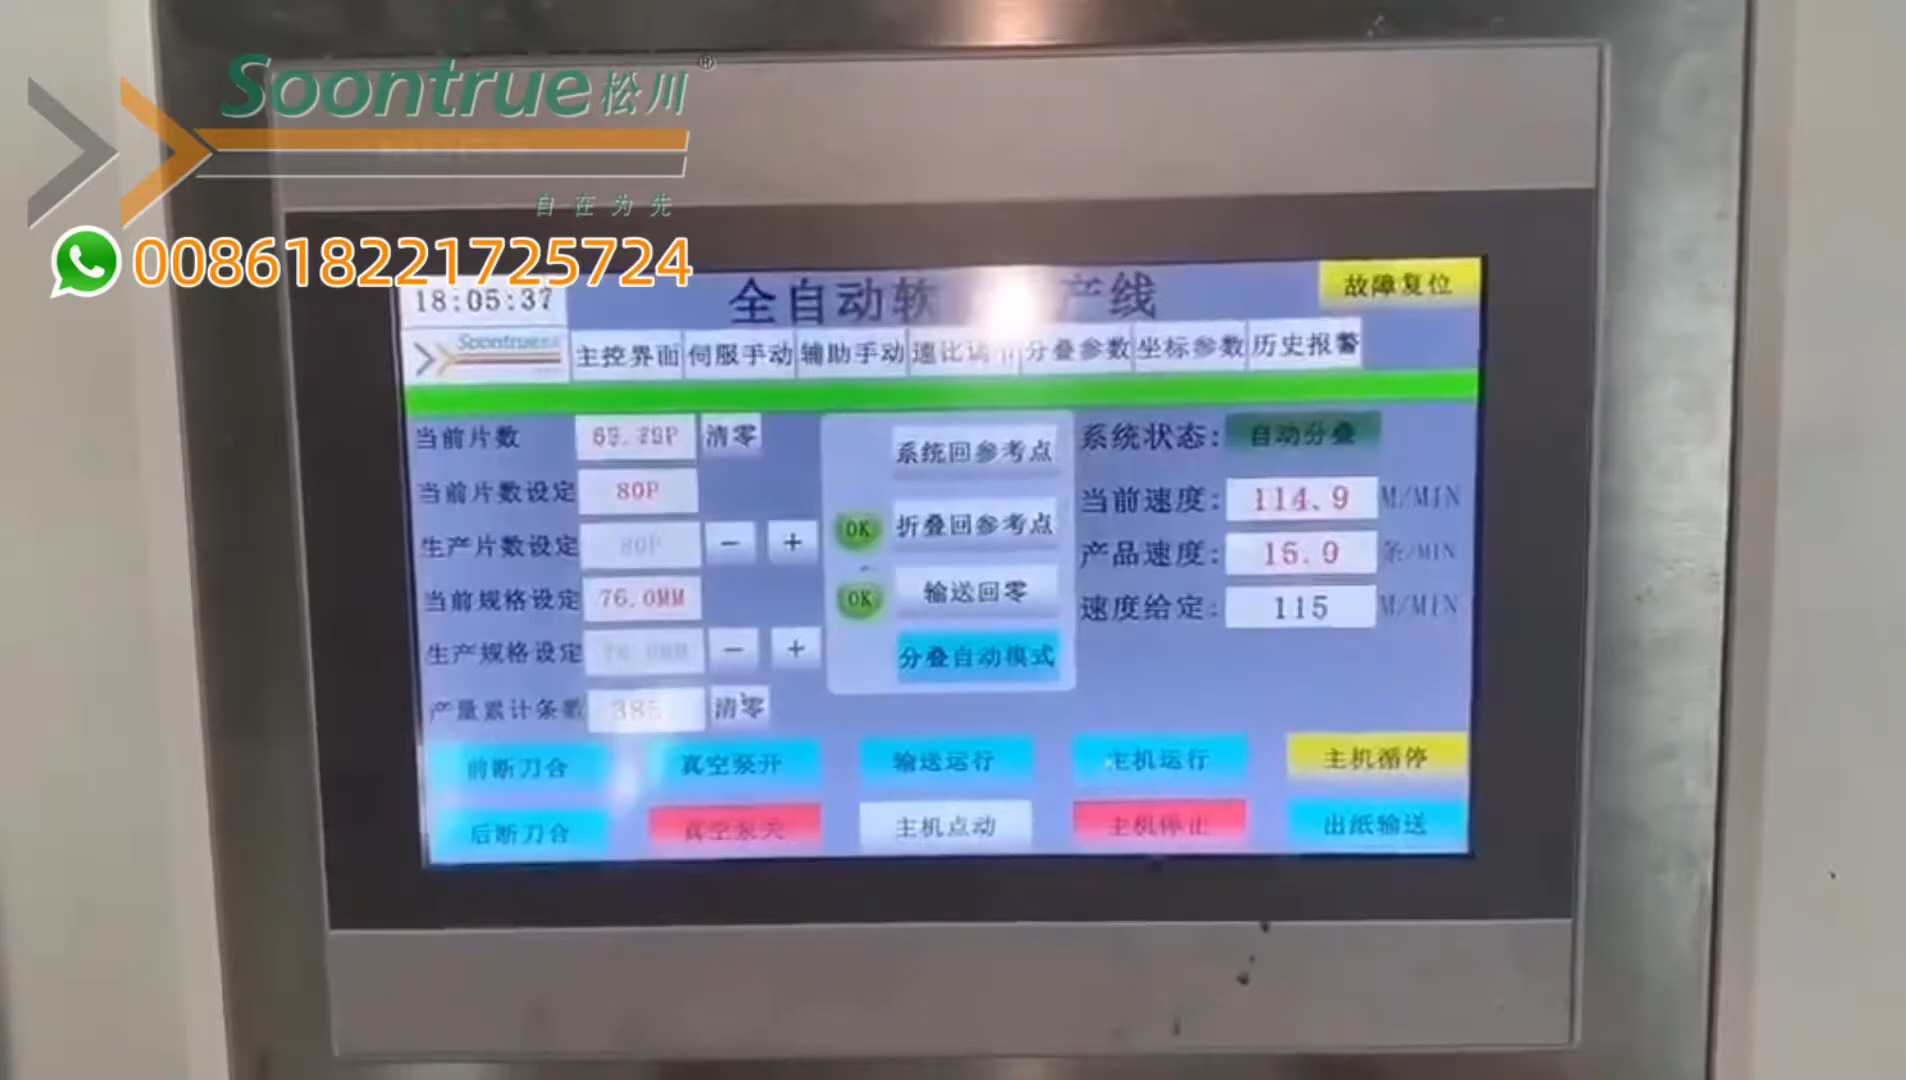 Soontrue松川®
自在为先
008618221725724
18:05:37
全自动软 产线
故障复位
Soontrue
主控界面 伺服手动 辅助手动 速比调节 分叠参数 坐标参数 历史报警
当前片数 清零
当前片数设定 80P
生产片数设定 80P - +
当前规格设定 76.0MM
生产规格设定 - +
产量累计条数 清零
系统回参考点
OK 折叠回参考点
OK 输送回零
分叠自动模式
系统状态: 自动分叠
当前速度: 114.9 M/MIN
产品速度: 15.0 条/MIN
速度给定: 115 M/MIN
前断刀合 真空泵开 输送运行 主机运行 主机循停
后断刀合 真空泵关 主机点动 主机停止 出纸输送